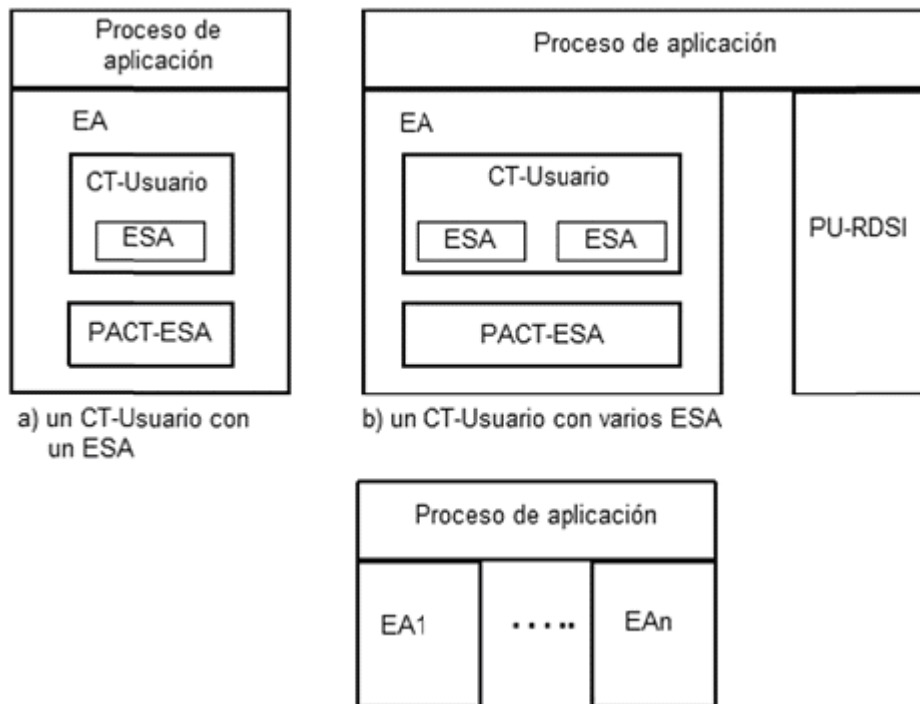 Proceso de
aplicación
EA
CT-Usuario
ESA
PACT-ESA
a) un CT-Usuario con
un ESA
Proceso de aplicación
EA
CT-Usuario
ESA ESA
PACT-ESA
PU-RDSI
b) un CT-Usuario con varios ESA
Proceso de aplicación
EA1 ..... EAn